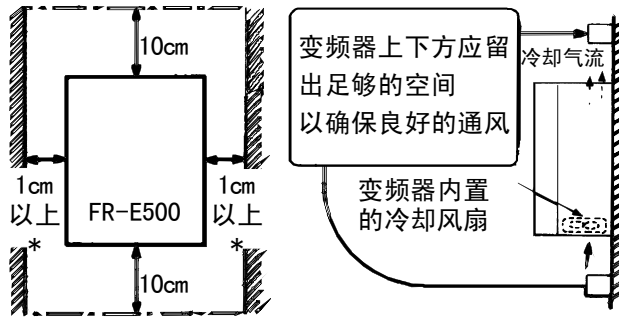 10cm
1cm
以上
*
FR-E500
1cm
以上
*
10cm
变频器上下方应留
出足够的空间
以确保良好的通风
冷却气流
变频器内置
的冷却风扇